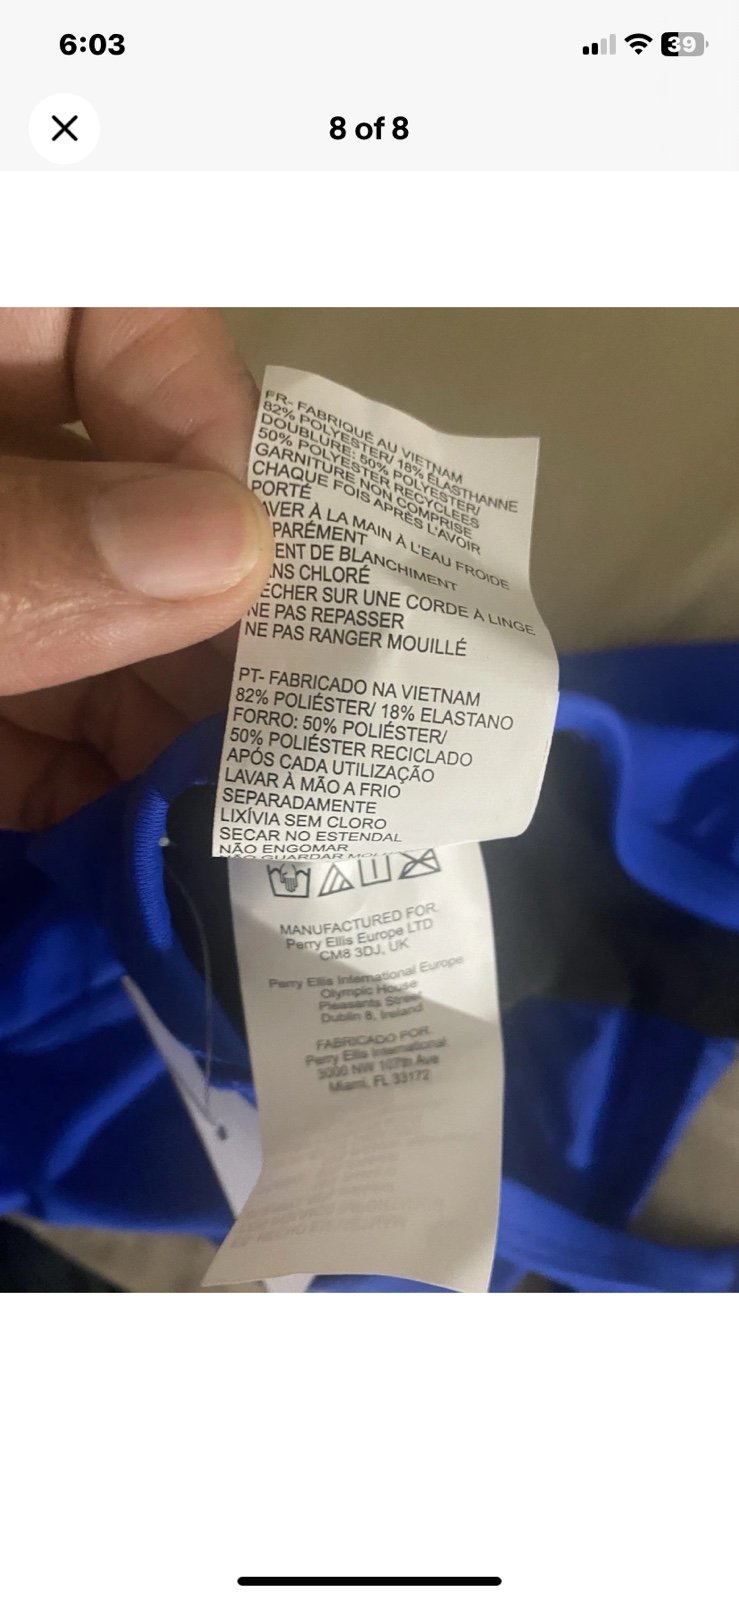 6:03
39
8 of 8
FR- FABRIQUÉ AU VIETNAM
82% POLYESTER/ 18% ÉLASTHANNE
DOUBLURE: 50% POLYESTER/
50% POLYESTER RECYCLÉES
GARNITURE NON COMPRISE
CHAQUE FOIS APRÈS L'AVOIR
PORTÉ
AVER À LA MAIN À L'EAU FROIDE
PARÉMENT
ENT DE BLANCHIMENT
NS CHLORÉ
ÉCHER SUR UNE CORDE À LINGE
NE PAS REPASSER
NE PAS RANGER MOUILLÉ
PT- FABRICADO NA VIETNAM
82% POLIÉSTER/ 18% ELASTANO
FORRO: 50% POLIÉSTER/
50% POLIÉSTER RECICLADO
APÓS CADA UTILIZAÇÃO
LAVAR À MÃO A FRIO
SEPARADAMENTE
LIXÍVIA SEM CLORO
SECAR NO ESTENDAL
NÃO ENGOMAR
NÃO GUARDAR
MANUFACTURED FOR
Perry Ellis Europe LTD
CM8 3DJ, UK
Perry Ellis International Europe
Olympic House
Pleasants Street
Dublin 8, Ireland
FABRICADO POR
Perry Ellis International
3000 NW 107th Ave
Miami, FL 33172